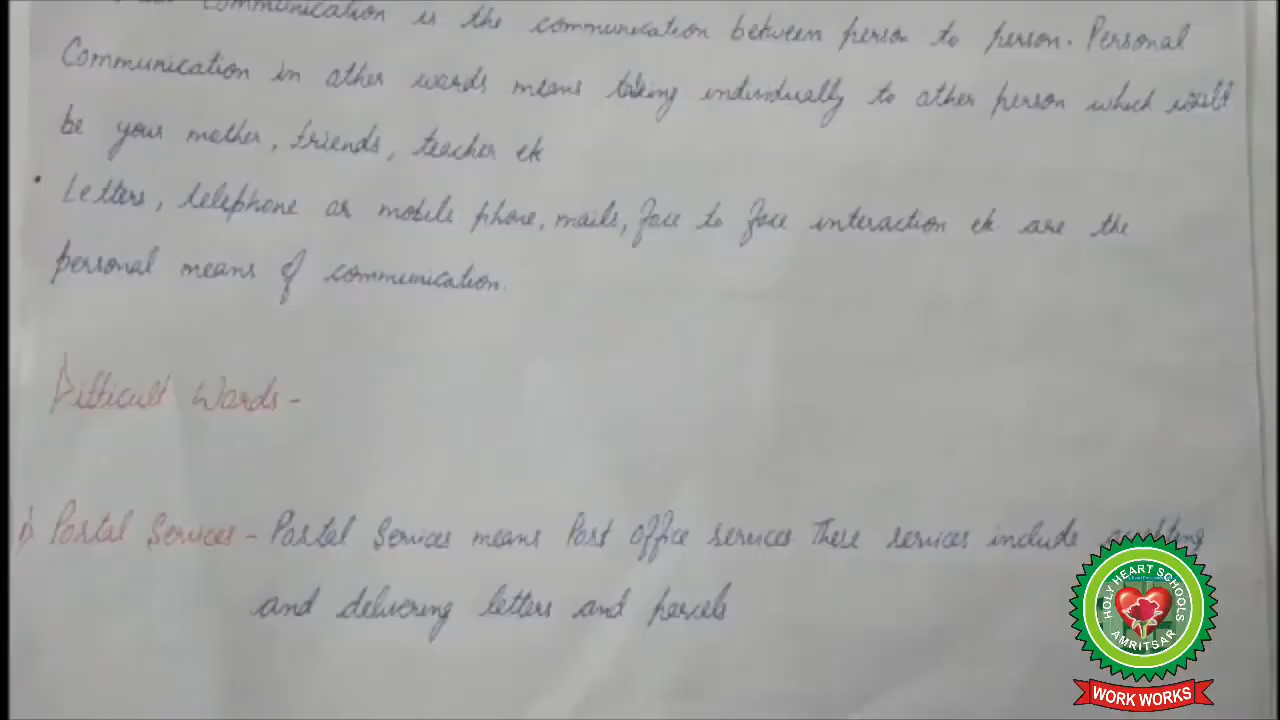 communication is the communication between person to person. Personal
Communication in other words means taking individually to other person which would
be your mother, friends, teacher etc
• Letters, telephone or mobile phone, mails, face to face interaction etc. are the
personal means of communication.
Difficult Words -
1) Postal Services - Postal Services means Post office services These services include
and delivering letters and parcels
HOLY HEART SCHOOLS
AMRITSAR
WORK WORKS